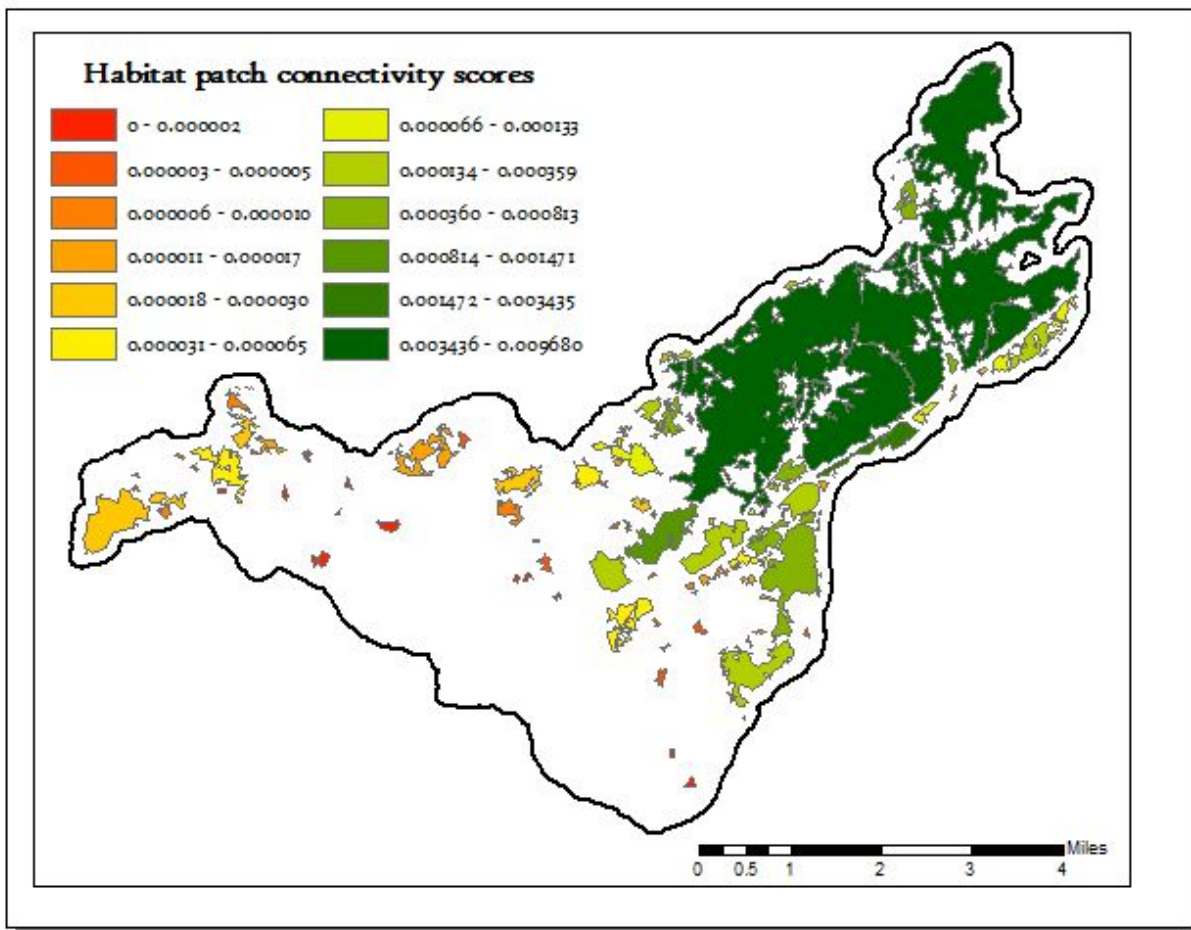 Habitat patch connectivity scores
0 - 0.000002
0.000003 - 0.000005
0.000006 - 0.000010
0.000011 - 0.000017
0.000018 - 0.000030
0.000031 - 0.000065
0.000066 - 0.000133
0.000134 - 0.000359
0.000360 - 0.000813
0.000814 - 0.001471
0.001472 - 0.003435
0.003436 - 0.009680
Miles
0 0.5 1 2 3 4